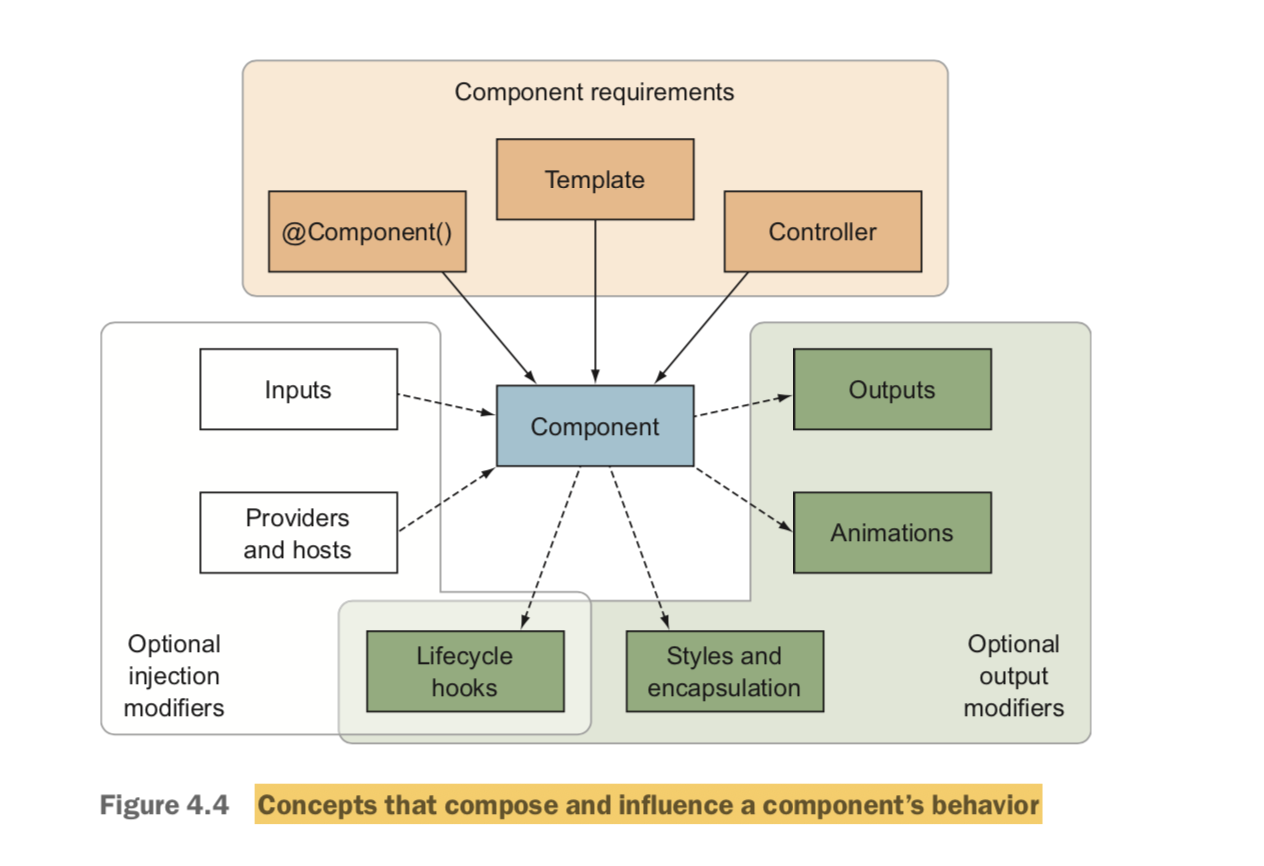 Component requirements
Template
@Component()
Controller
Inputs
Outputs
Component
Providers
and hosts
Animations
Optional
injection
modifiers
Lifecycle
hooks
Styles and
encapsulation
Optional
output
modifiers
Figure 4.4 Concepts that compose and influence a component’s behavior